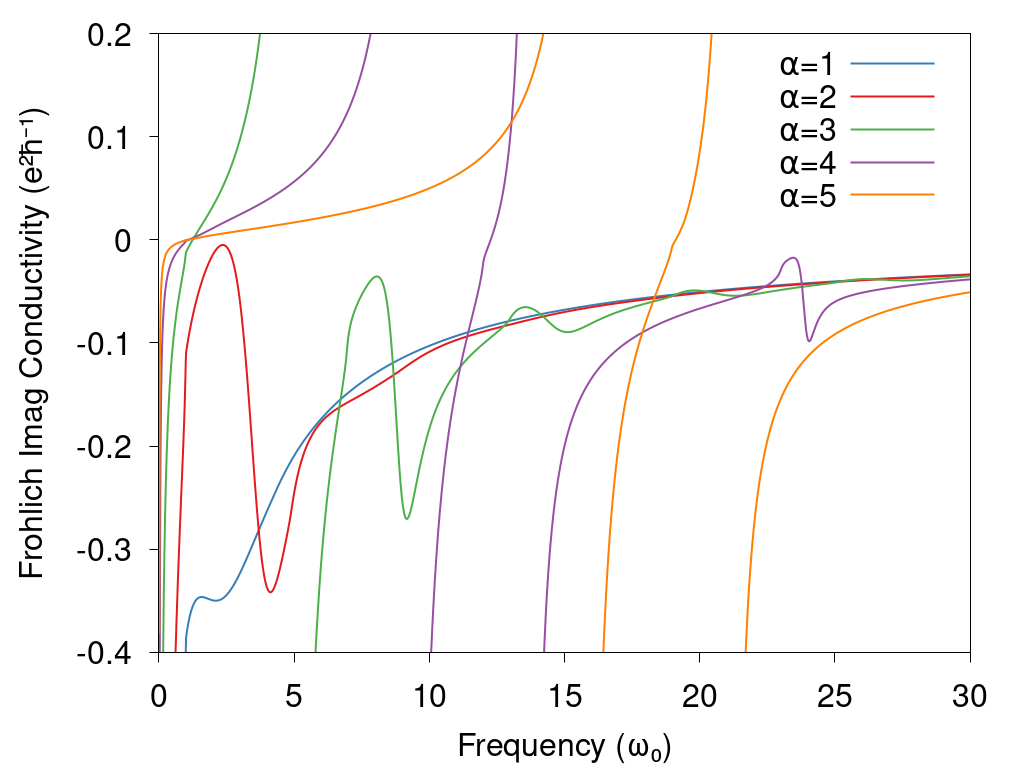 0.2
0.1
0
-0.1
-0.2
-0.3
-0.4
0
5
10
15
20
25
30
Frohlich Imag Conductivity (e²ℏ⁻¹)
Frequency (ω₀)
α=1
α=2
α=3
α=4
α=5